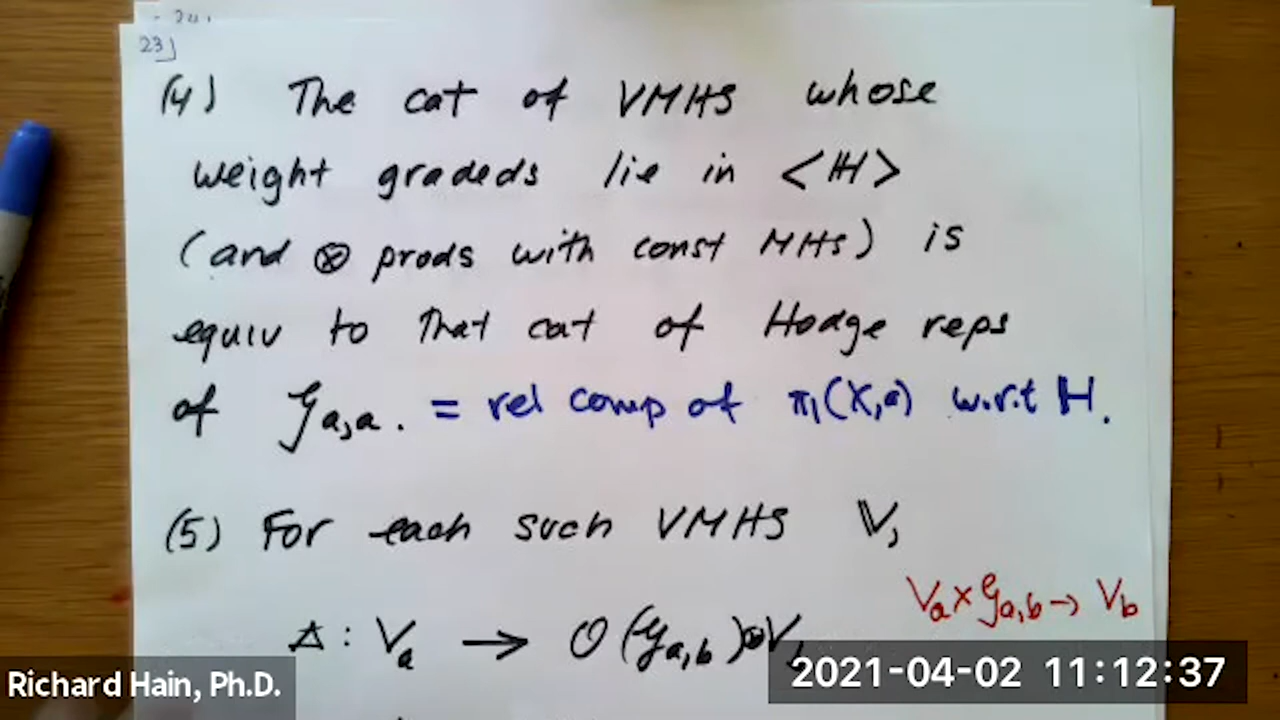 23]
(4) The cat of VMHS whose
weight gradeds lie in <ℍ>
(and ⊗ prods with const MHS) is
equiv to that cat of Hodge reps
of 𝒢a,a. = rel comp of π₁(X,a) w.r.t ℍ.
(5) For each such VMHS 𝕍,
Va × 𝒢a,b → Vb
Δ : Va → O(𝒢a,b)⊗V
Richard Hain, Ph.D.
2021-04-02 11:12:37